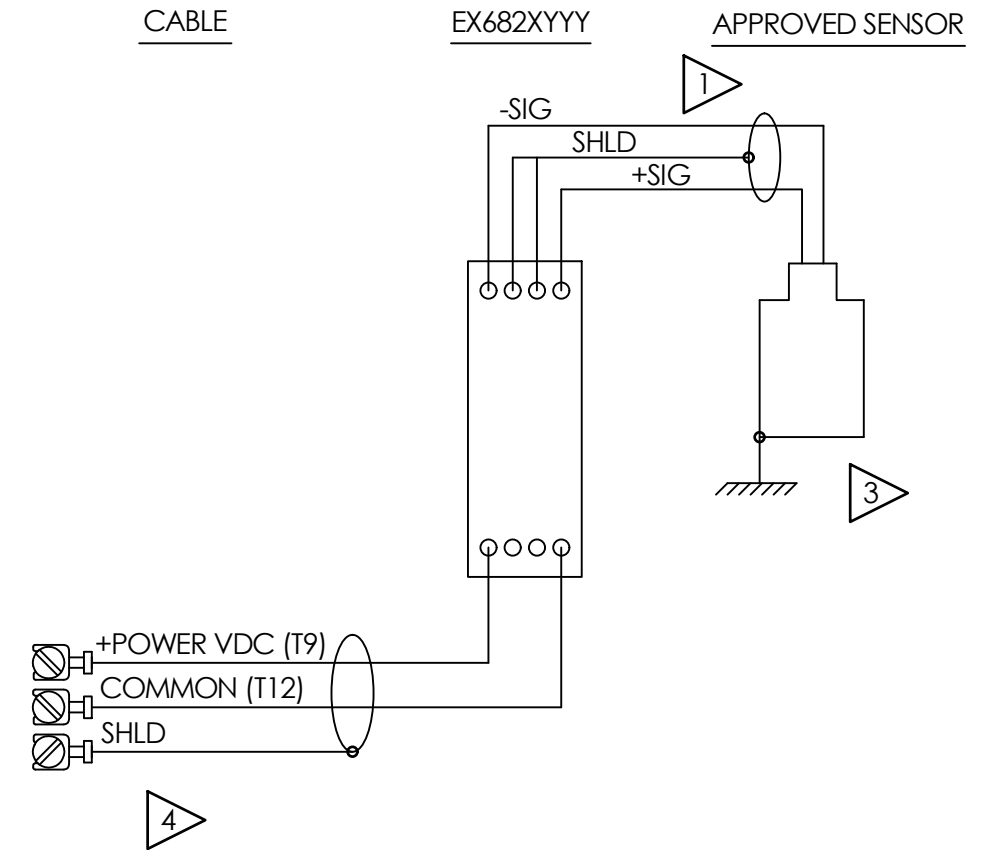 CABLE
EX682XYYY
APPROVED SENSOR
1
-SIG
SHLD
+SIG
3
+POWER VDC (T9)
COMMON (T12)
SHLD
4